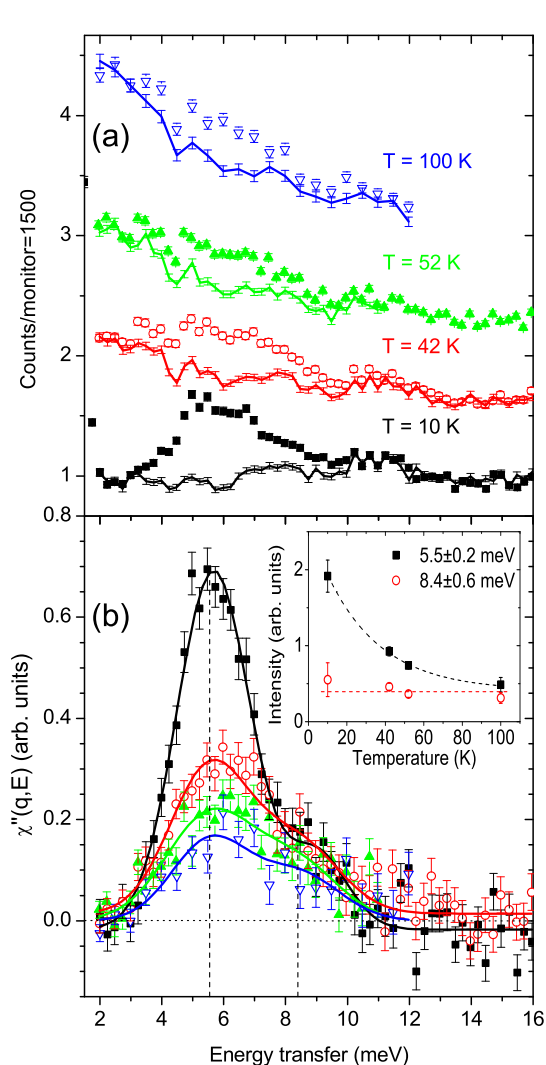 4
(a)
T = 100 K
3
T = 52 K
Counts/monitor=1500
2
T = 42 K
T = 10 K
1
0.8
(b)
0.6
0.4
0.2
0.0
χ''(q,E) (arb. units)
2
1
0
Intensity (arb. units)
5.5±0.2 meV
8.4±0.6 meV
0 20 40 60 80 100
Temperature (K)
2 4 6 8 10 12 14 16
Energy transfer (meV)